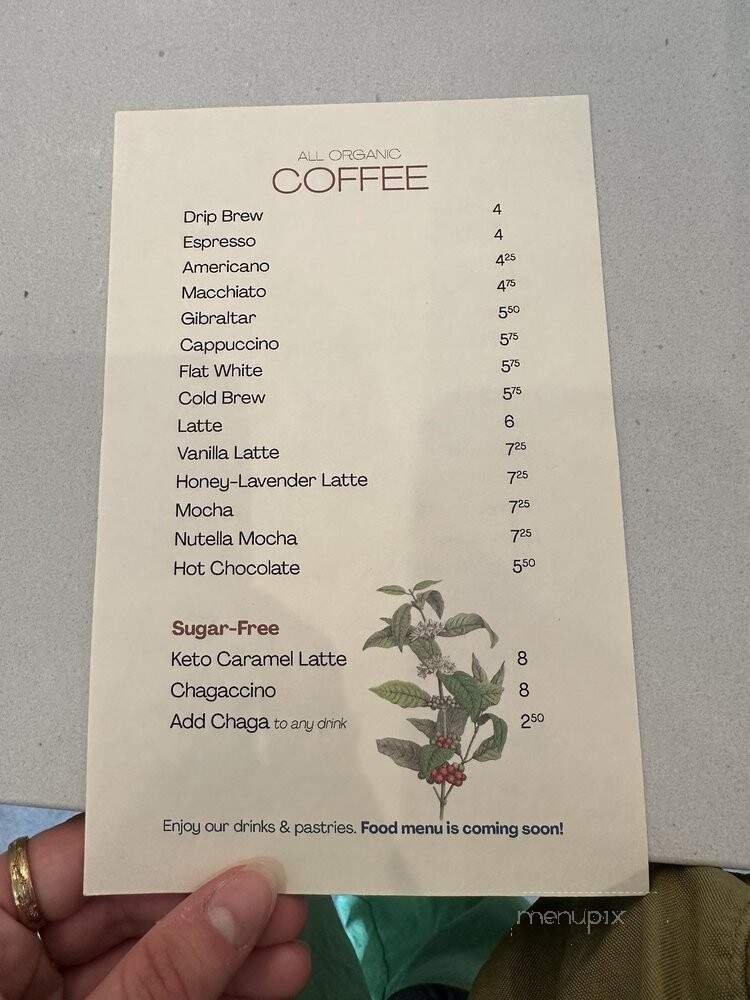 ALL ORGANIC
COFFEE
Drip Brew 4
Espresso 4
Americano 4²⁵
Macchiato 4⁷⁵
Gibraltar 5⁵⁰
Cappuccino 5⁷⁵
Flat White 5⁷⁵
Cold Brew 5⁷⁵
Latte 6
Vanilla Latte 7²⁵
Honey-Lavender Latte 7²⁵
Mocha 7²⁵
Nutella Mocha 7²⁵
Hot Chocolate 5⁵⁰
Sugar-Free
Keto Caramel Latte 8
Chagaccino 8
Add Chaga to any drink 2⁵⁰
Enjoy our drinks & pastries. Food menu is coming soon!
menupix